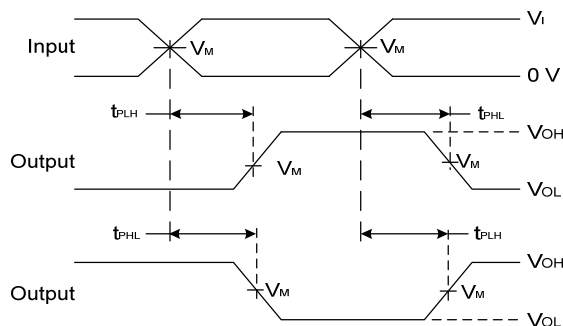 VI
Input VM VM
0 V
tPLH tPHL
VOH
Output VM VM
VOL
tPHL tPLH
VOH
Output VM VM
VOL